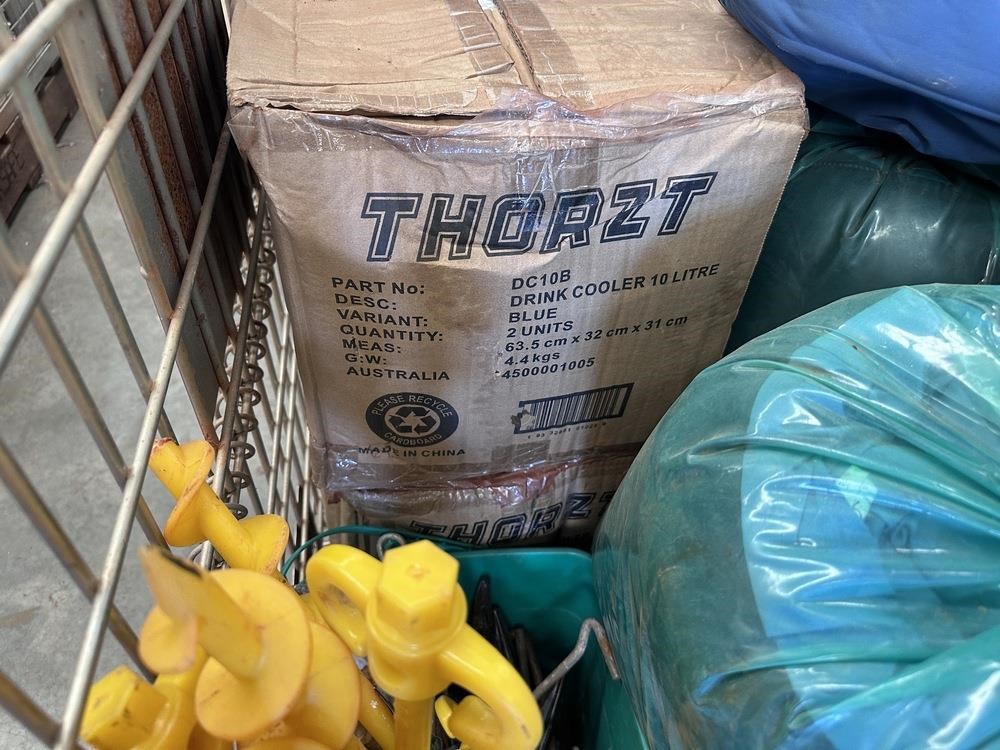 THORZT
PART No: DC10B
DESC: DRINK COOLER 10 LITRE
VARIANT: BLUE
QUANTITY: 2 UNITS
MEAS: 63.5 cm x 32 cm x 31 cm
G:W: 4.4 kgs
AUSTRALIA 4500001005
PLEASE RECYCLE
CARDBOARD
MADE IN CHINA
THORZT